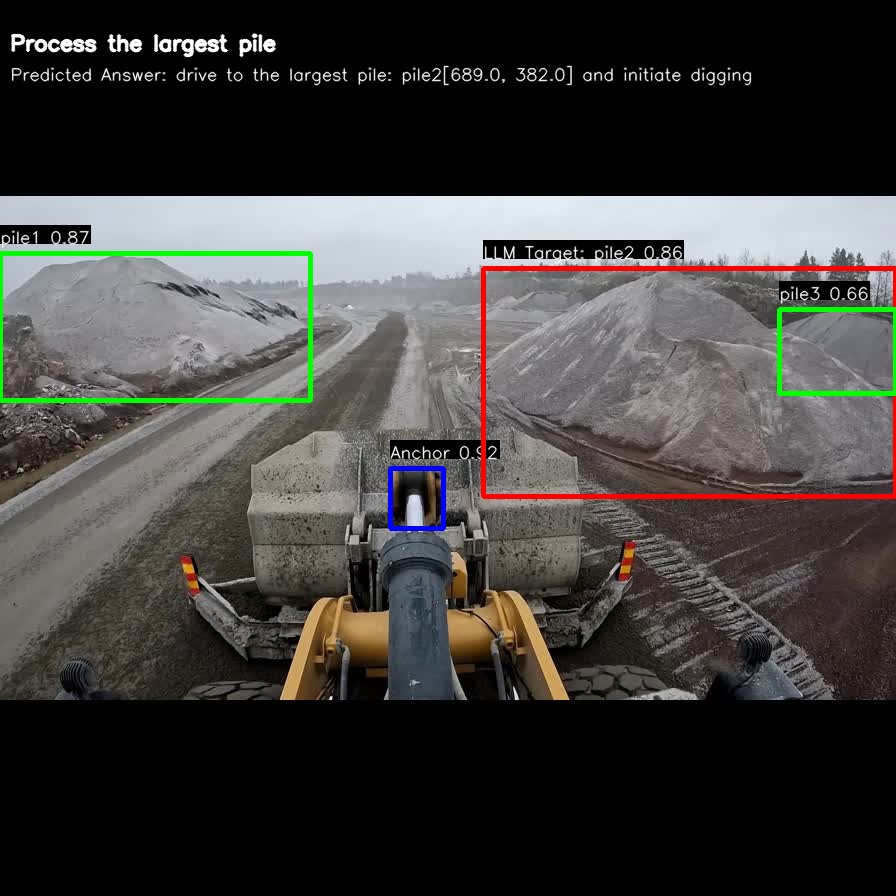 Process the largest pile
Predicted Answer: drive to the largest pile: pile2[689.0, 382.0] and initiate digging
pile1 0.87
LLM Target: pile2 0.86
pile3 0.66
Anchor 0.92